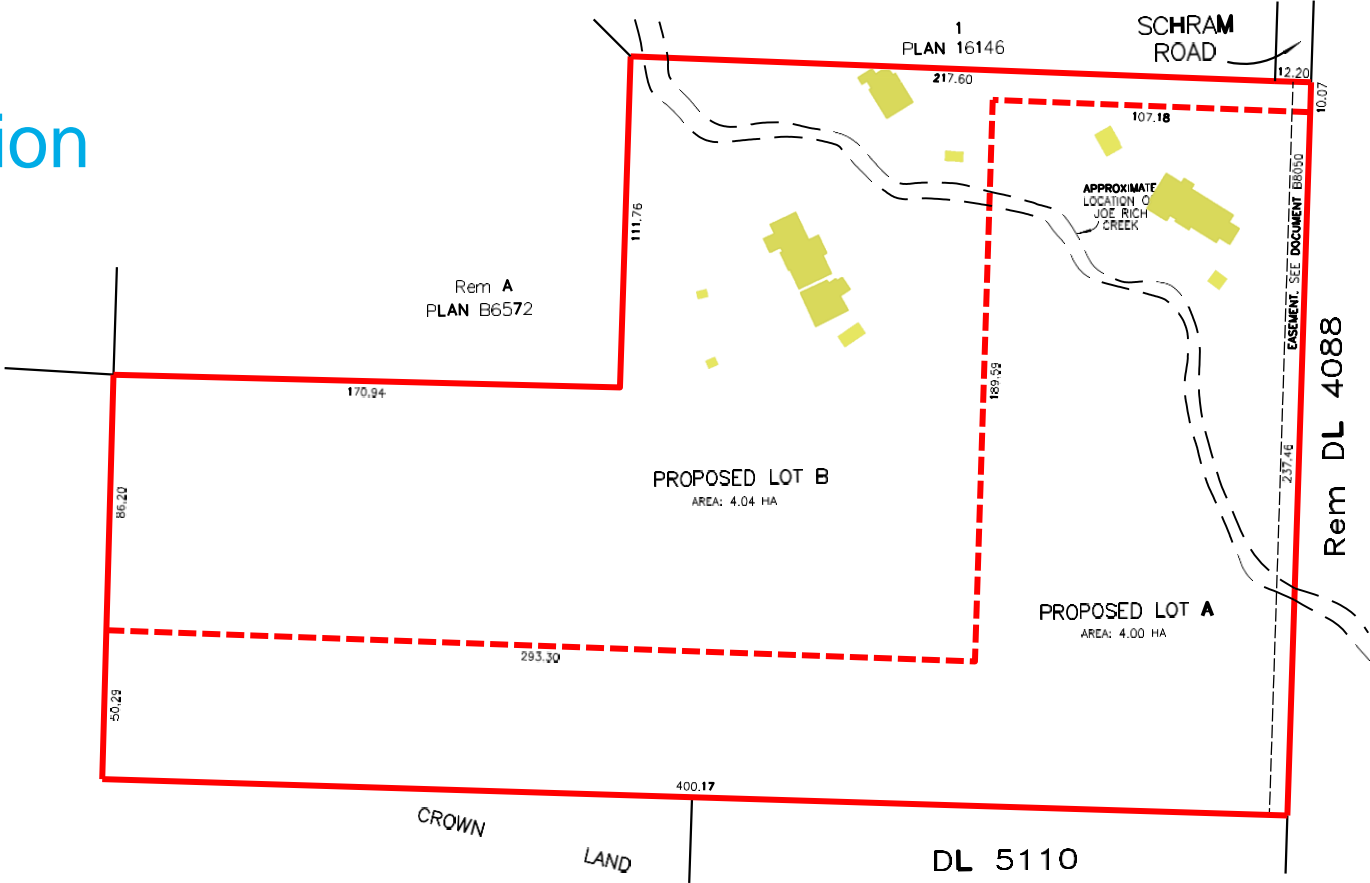 1
PLAN 16146
217.60
SCHRAM
ROAD
12.20
10.07
107.18
ion
APPROXIMATE
LOCATION O
JOE RICH
CREEK
EASEMENT. SEE DOCUMENT B8050
111.76
Rem A
PLAN B6572
170.94
189.59
Rem DL 4088
237.46
PROPOSED LOT B
AREA: 4.04 HA
86.20
PROPOSED LOT A
AREA: 4.00 HA
293.30
50.29
400.17
CROWN
LAND
DL 5110